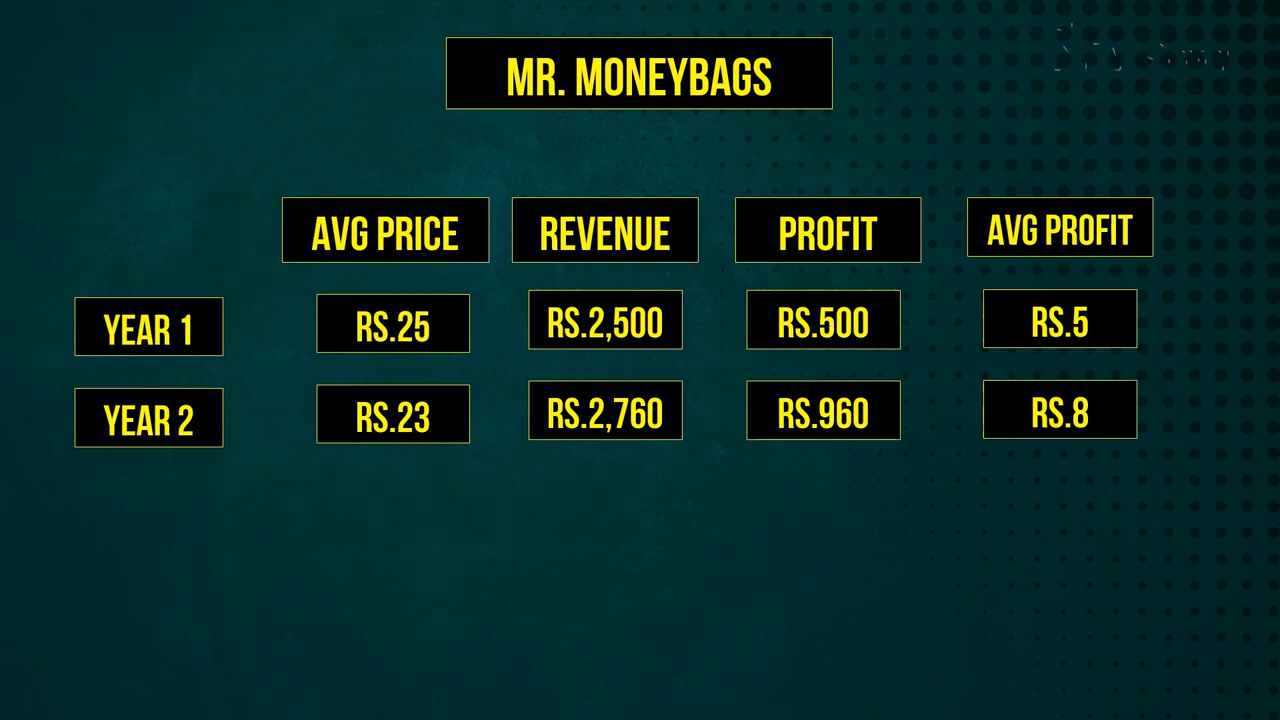 MR. MONEYBAGS
AVG PRICE REVENUE PROFIT AVG PROFIT
YEAR 1 RS.25 RS.2,500 RS.500 RS.5
YEAR 2 RS.23 RS.2,760 RS.960 RS.8